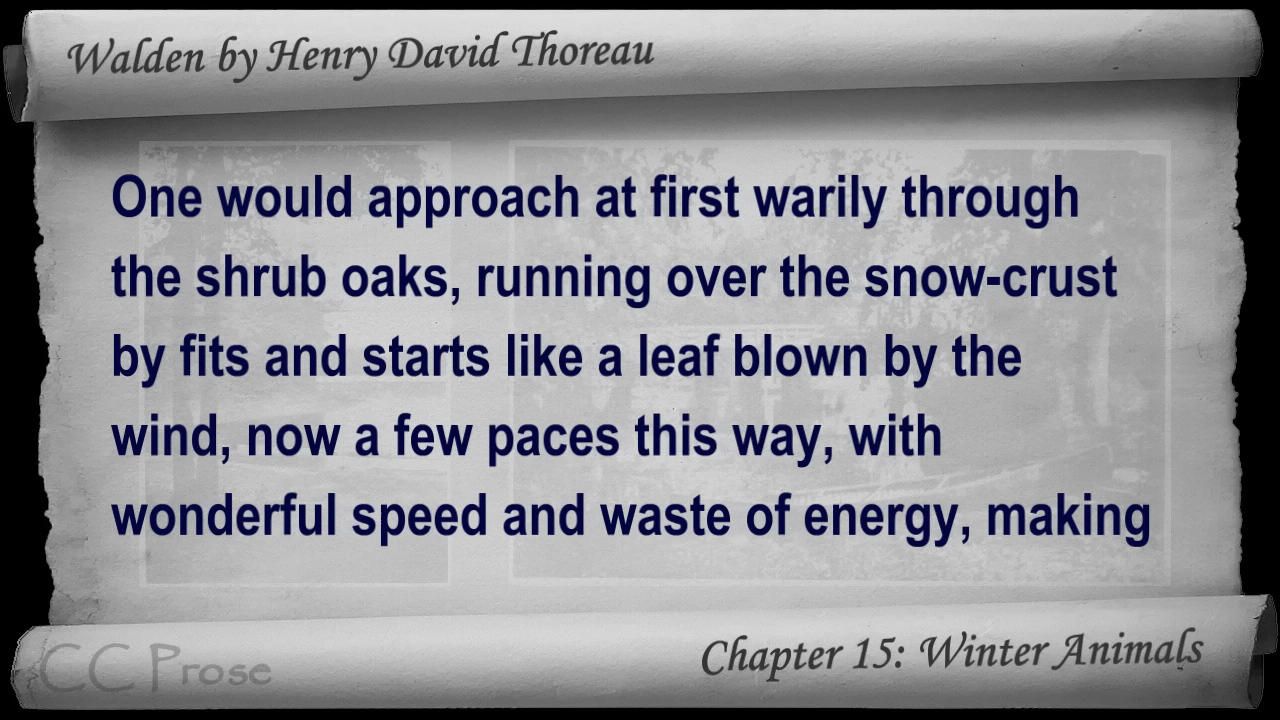 Walden by Henry David Thoreau
One would approach at first warily through
the shrub oaks, running over the snow-crust
by fits and starts like a leaf blown by the
wind, now a few paces this way, with
wonderful speed and waste of energy, making
Chapter 15: Winter Animals
CC Prose